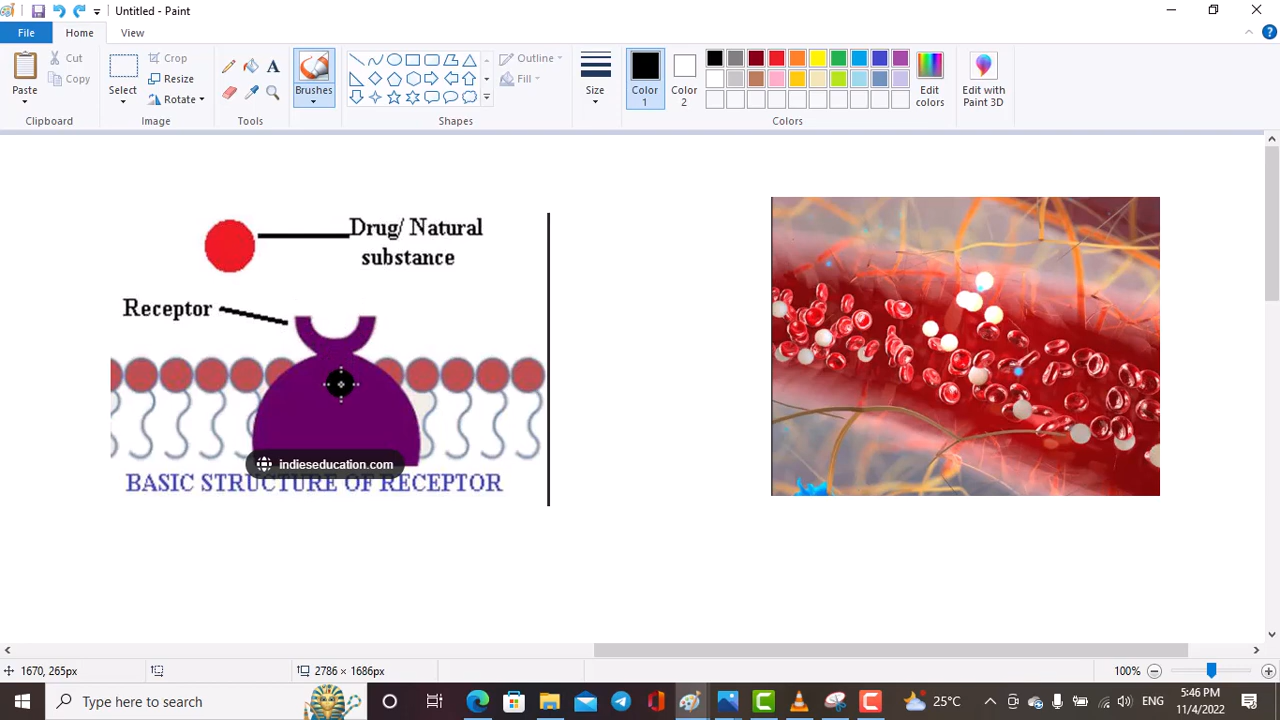 Untitled - Paint
File
Home
View
Paste
Cut
Copy
Clipboard
Select
Crop
Resize
Rotate
Image
Tools
Brushes
Shapes
Outline
Fill
Size
Color
1
Color
2
Edit
colors
Colors
Edit with
Paint 3D
Drug/ Natural
substance
Receptor
indieseducation.com
BASIC STRUCTURE OF RECEPTOR
1670, 265px
2786 × 1686px
100%
Type here to search
25°C
ENG
5:46 PM
11/4/2022